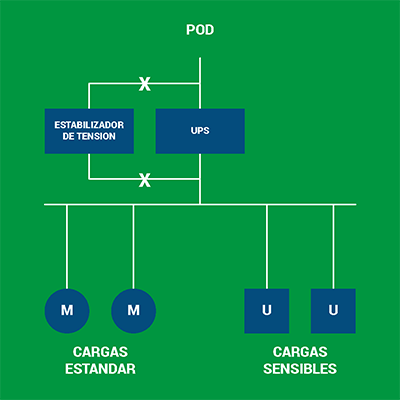 POD
X
ESTABILIZADOR
DE TENSION
UPS
X
M
M
U
U
CARGAS
ESTANDAR
CARGAS
SENSIBLES